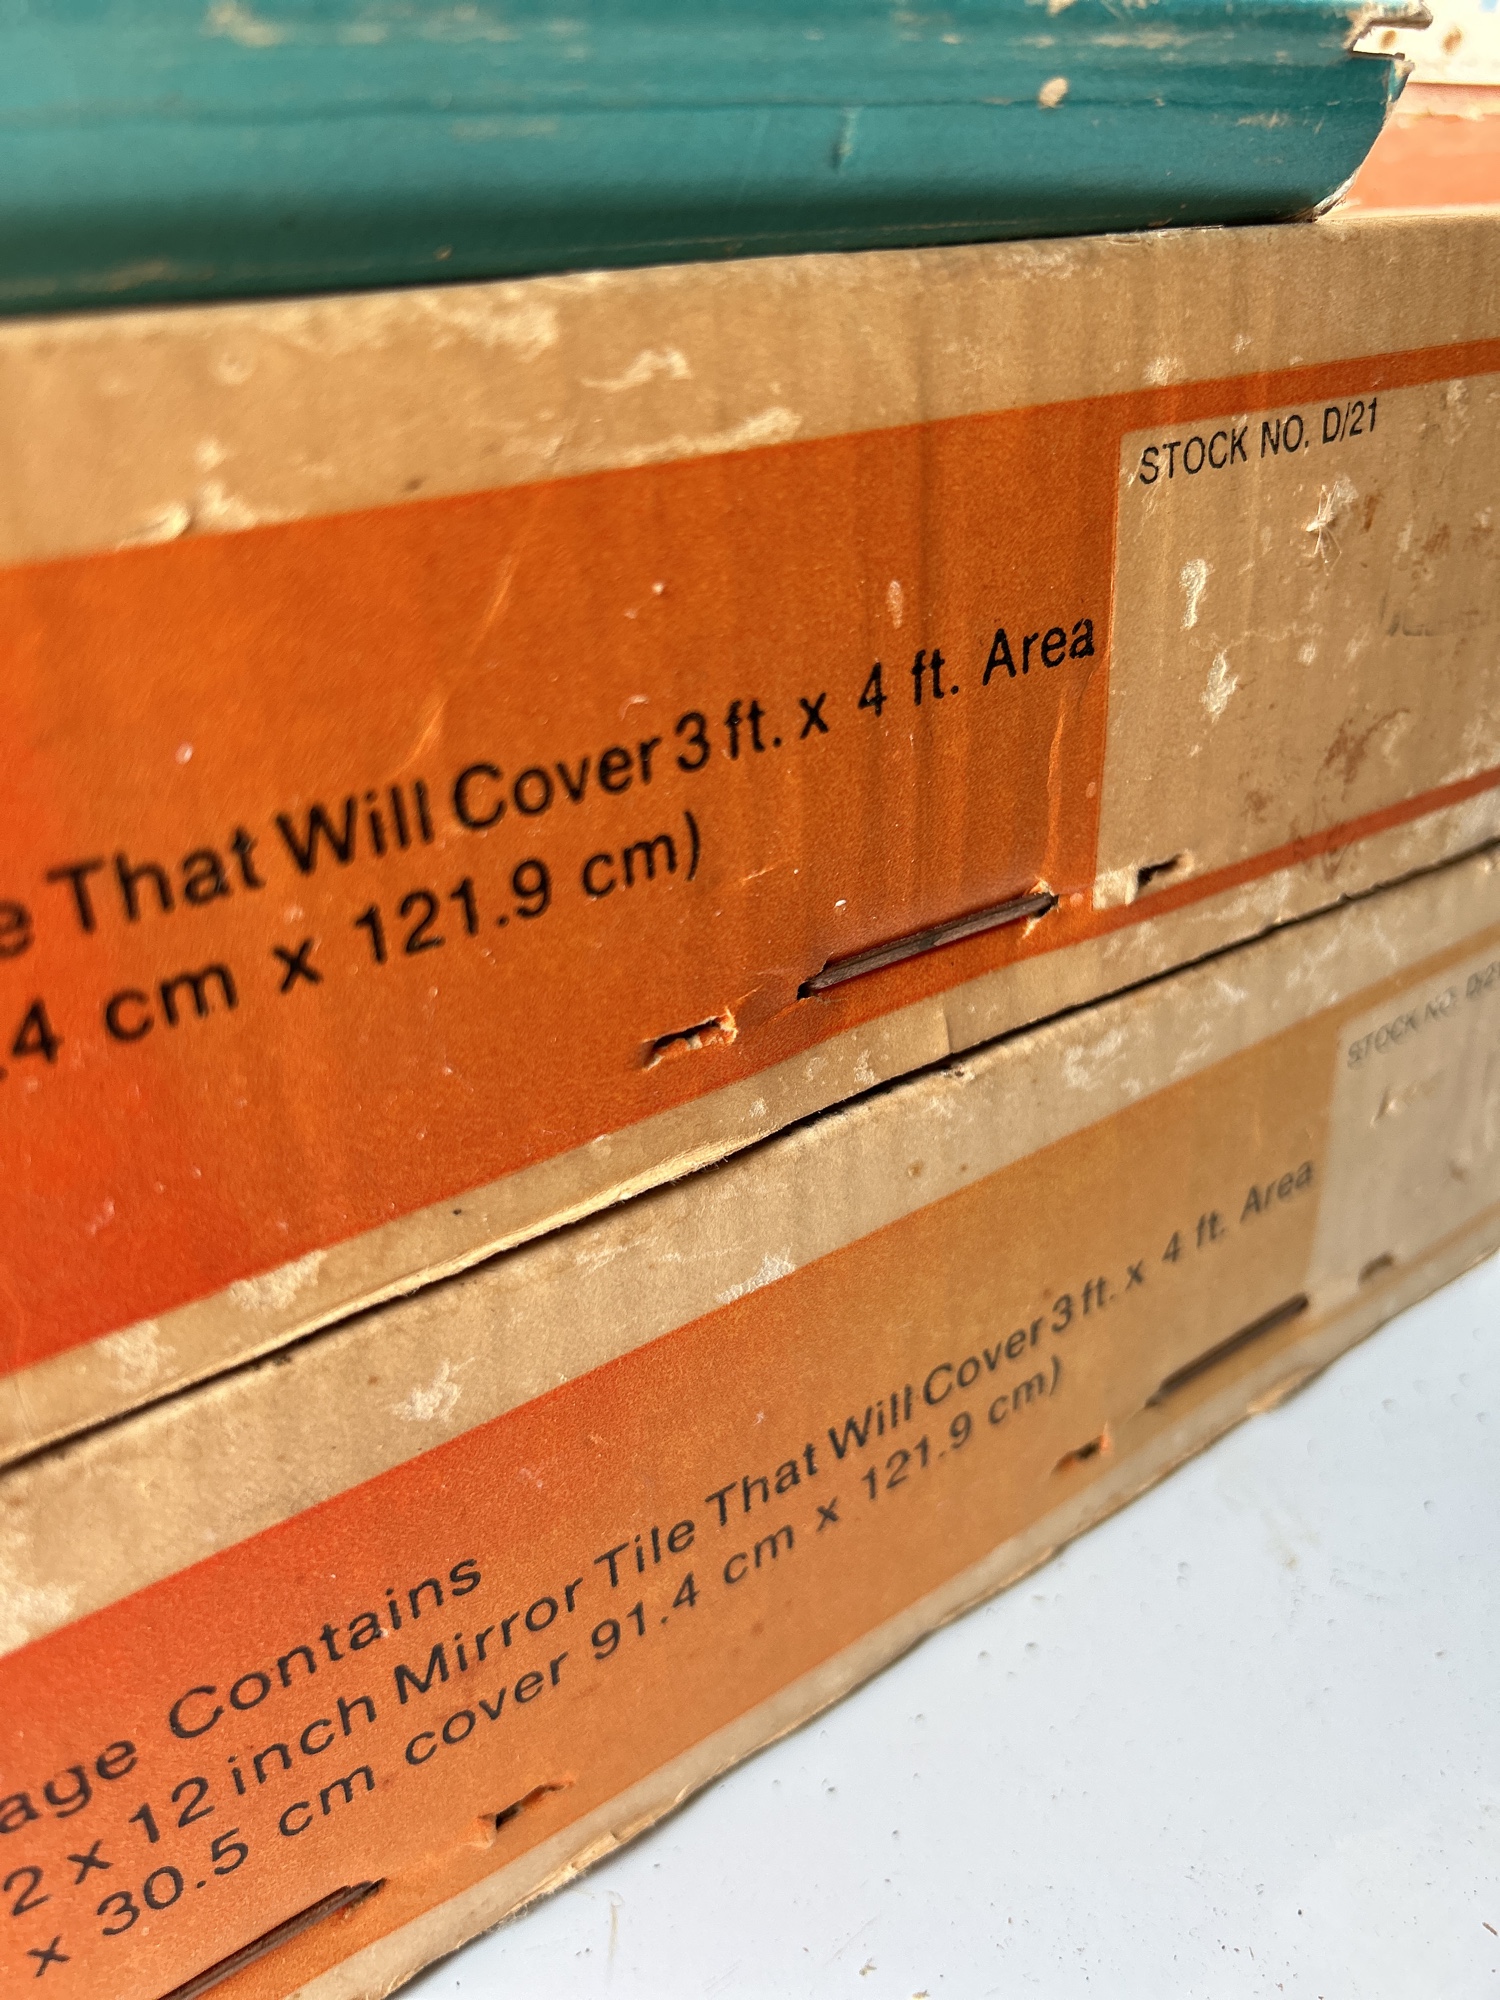 STOCK NO. D/21
e That Will Cover 3 ft. x 4 ft. Area
.4 cm x 121.9 cm)
STOCK NO.
age Contains
2 x 12 inch Mirror Tile That Will Cover 3 ft. x 4 ft. Area
x 30.5 cm cover 91.4 cm x 121.9 cm)